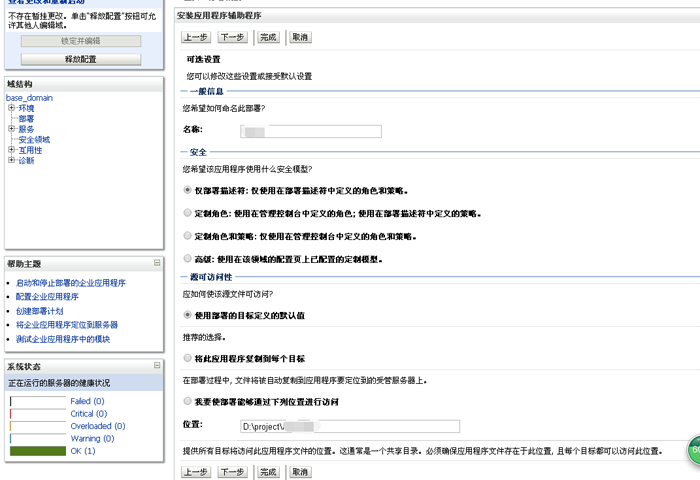 查看更改和重新启动
不存在暂挂更改。单击“释放配置”按钮可允
许其他人编辑域。
锁定并编辑
释放配置
域结构
base_domain
环境
部署
服务
安全领域
互用性
诊断
帮助主题
启动和停止部署的企业应用程序
配置企业应用程序
创建部署计划
将企业应用程序定位到服务器
测试企业应用程序中的模块
系统状态
正在运行的服务器的健康状况
Failed (0)
Critical (0)
Overloaded (0)
Warning (0)
OK (1)
安装应用程序辅助程序
上一步 下一步 完成 取消
可选设置
您可以修改这些设置或接受默认设置
一般信息
您希望如何命名此部署?
名称:
安全
您希望该应用程序使用什么安全模型?
仅部署描述符: 仅使用在部署描述符中定义的角色和策略。
定制角色: 使用在管理控制台中定义的角色; 使用在部署描述符中定义的策略。
定制角色和策略: 仅使用在管理控制台中定义的角色和策略。
高级: 使用在该领域的配置页上已配置的定制模型。
源可访问性
应如何使该源文件可访问?
使用部署的目标定义的默认值
推荐的选择。
将此应用程序复制到每个目标
在部署过程中, 文件将被自动复制到应用程序要定位到的受管服务器上。
我要使部署能够通过下列位置进行访问
位置: D:\project\
提供所有目标将访问此应用程序文件的位置。这通常是一个共享目录。必须确保应用程序文件存在于此位置, 且每个目标都可以访问此位置。
上一步 下一步 完成 取消